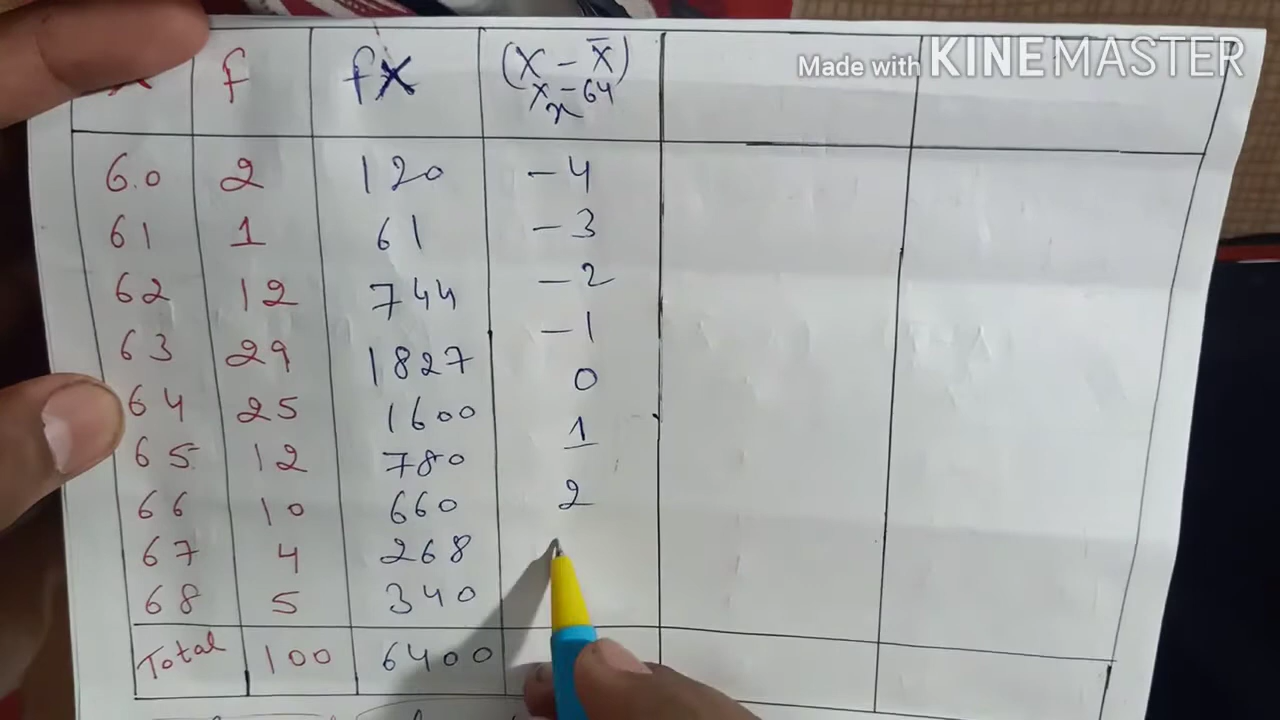 Made with KINEMASTER
x f fx (x – x̅)
x – 64
x
6.0 2 120 –4
61 1 61 –3
62 12 744 –2
63 29 1827 –1
64 25 1600 0
65 12 780 1
66 10 660 2
67 4 268
68 5 340
Total 100 6400